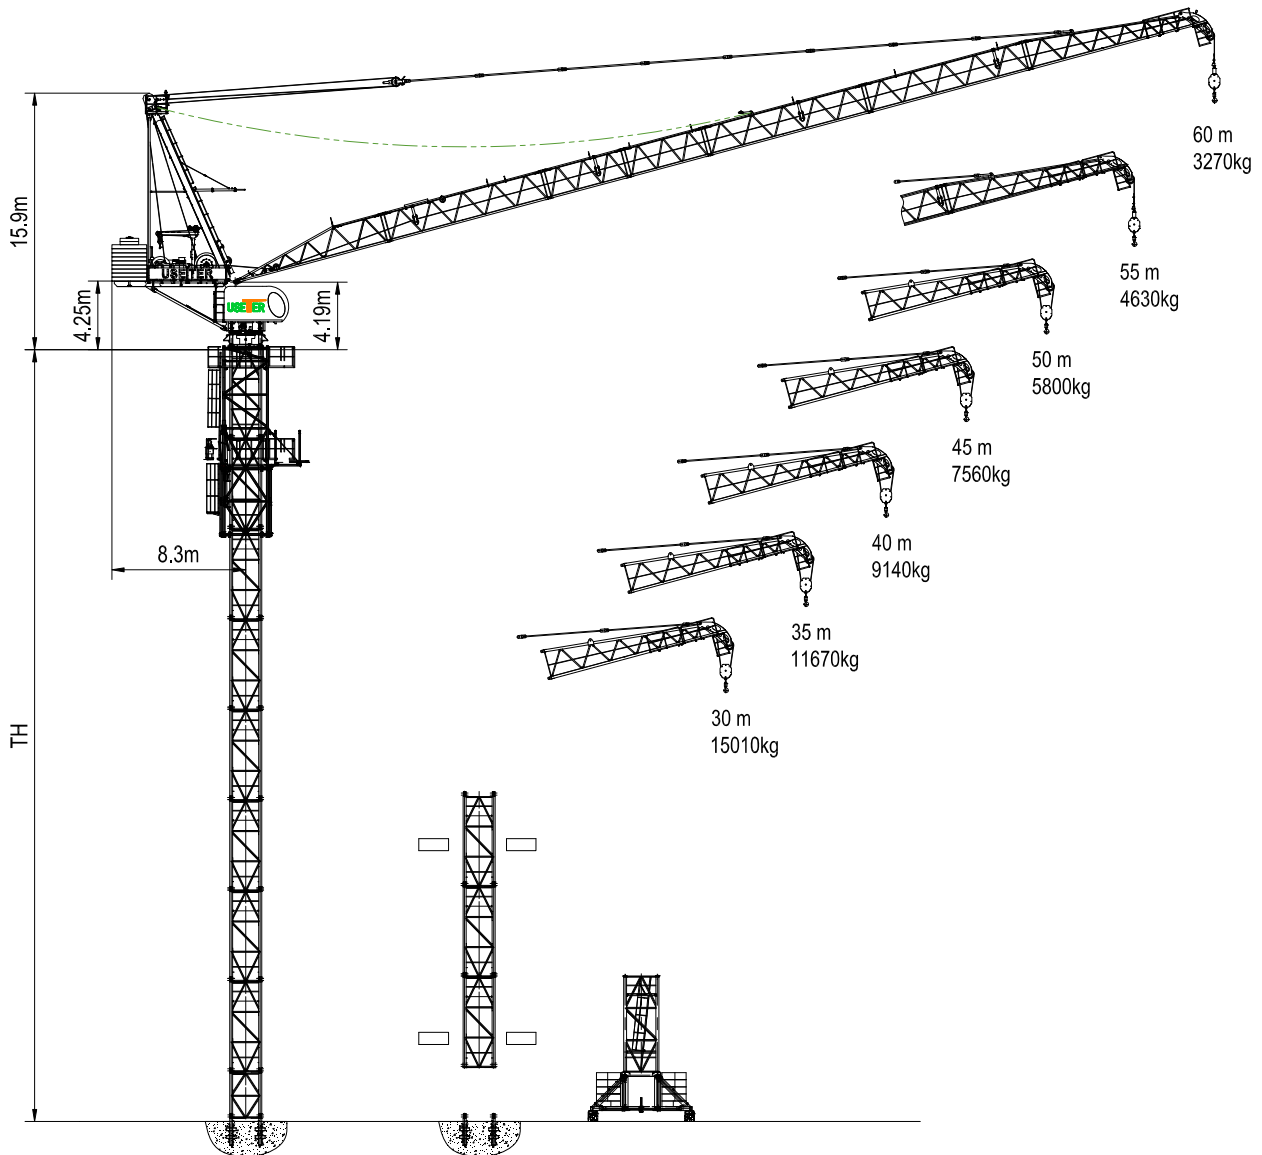 15.9m
USETER
4.25m
USETER
4.19m
8.3m
TH
60 m
3270kg
55 m
4630kg
50 m
5800kg
45 m
7560kg
40 m
9140kg
35 m
11670kg
30 m
15010kg